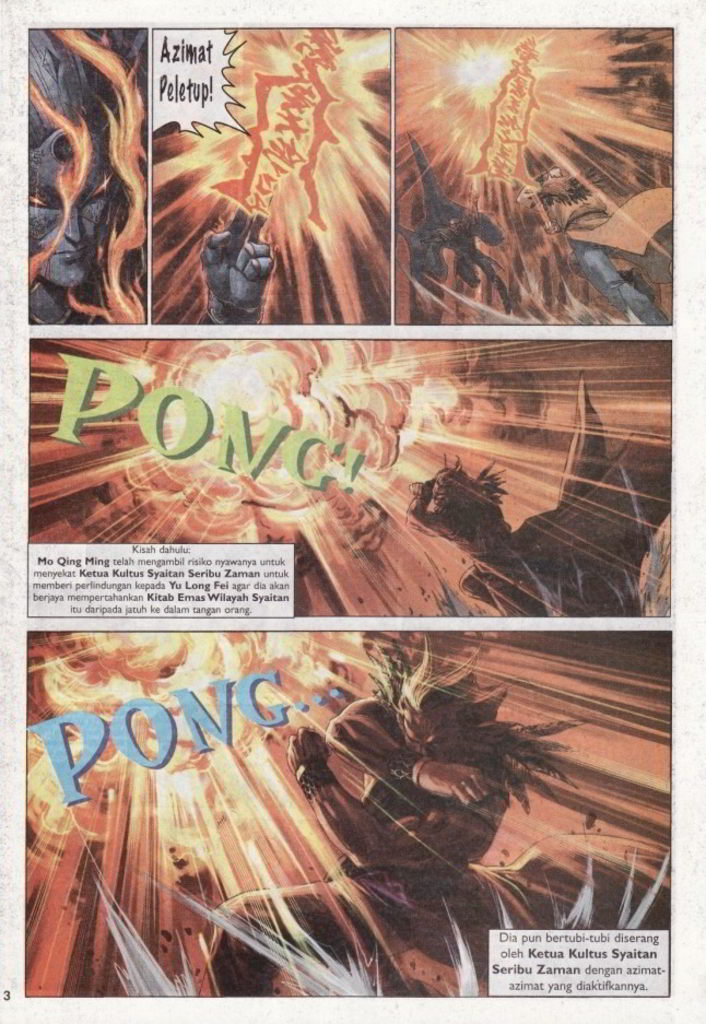 Azimat
Peletup!
PONG!
Kisah dahulu:
Mo Qing Ming telah mengambil risiko nyawanya untuk
menyekat Ketua Kultus Syaitan Seribu Zaman untuk
memberi perlindungan kepada Yu Long Fei agar dia akan
berjaya mempertahankan Kitab Emas Wilayah Syaitan
itu daripada jatuh ke dalam tangan orang.
PONG...
Dia pun bertubi-tubi diserang
oleh Ketua Kultus Syaitan
Seribu Zaman dengan azimat-
azimat yang diaktifkannya.
3